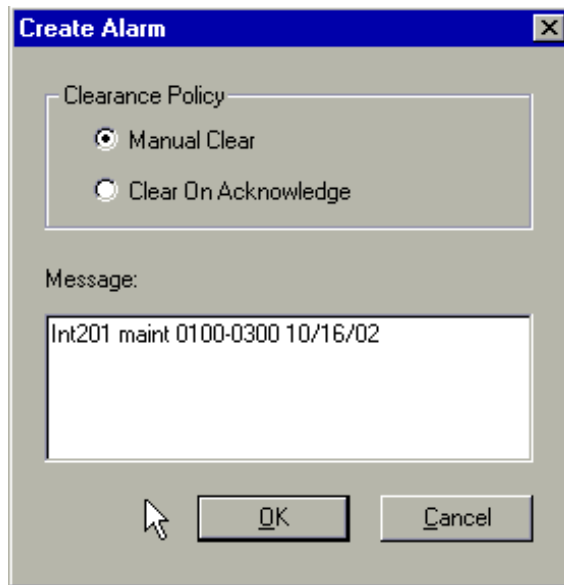 Create Alarm
Clearance Policy
Manual Clear
Clear On Acknowledge
Message:
Int201 maint 0100-0300 10/16/02
OK Cancel